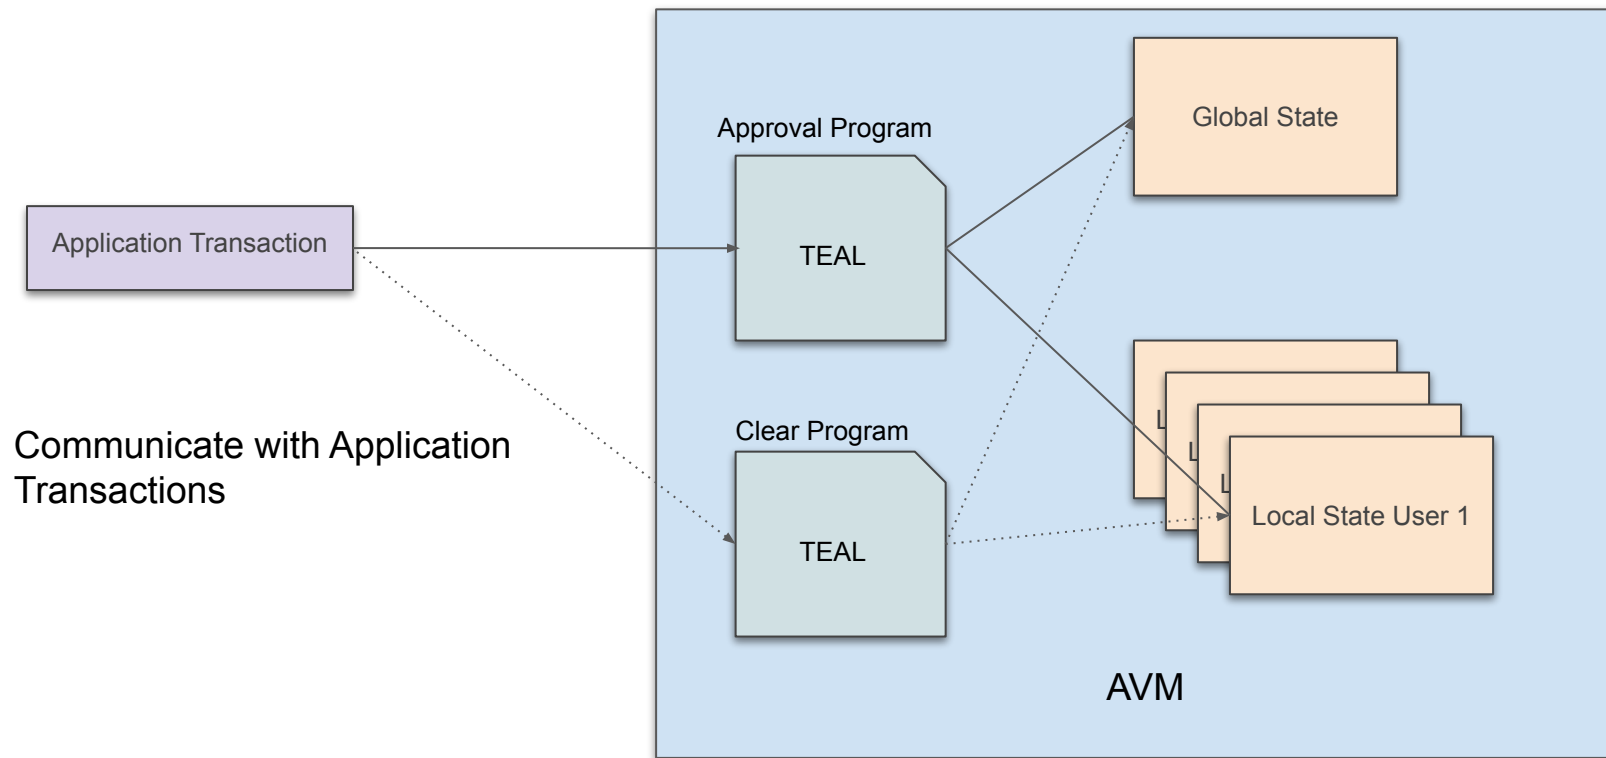 Application Transaction
Communicate with Application
Transactions
Approval Program
TEAL
Clear Program
TEAL
Global State
L
L
L
Local State User 1
AVM